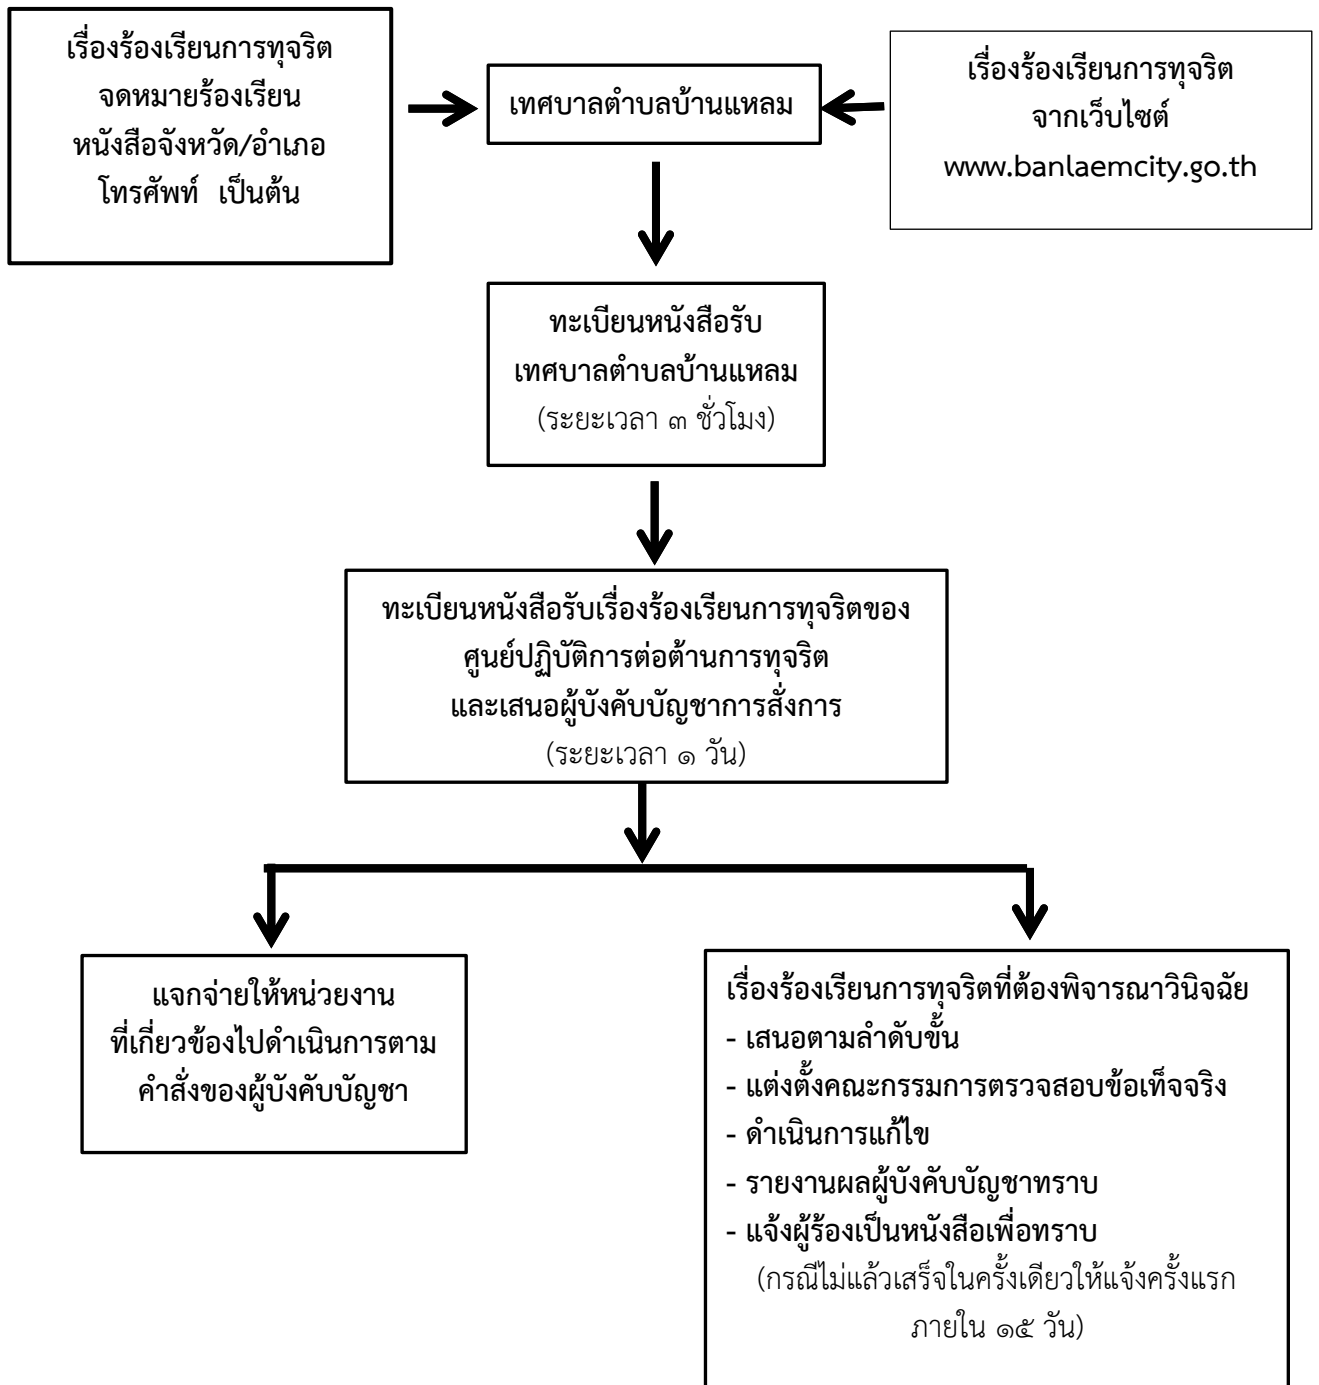 เรื่องร้องเรียนการทุจริต
จดหมายร้องเรียน
หนังสือจังหวัด/อำเภอ
โทรศัพท์ เป็นต้น
เทศบาลตำบลบ้านแหลม
เรื่องร้องเรียนการทุจริต
จากเว็บไซต์
www.banlaemcity.go.th
ทะเบียนหนังสือรับ
เทศบาลตำบลบ้านแหลม
(ระยะเวลา ๓ ชั่วโมง)
ทะเบียนหนังสือรับเรื่องร้องเรียนการทุจริตของ
ศูนย์ปฏิบัติการต่อต้านการทุจริต
และเสนอผู้บังคับบัญชาการสั่งการ
(ระยะเวลา ๑ วัน)
แจกจ่ายให้หน่วยงาน
ที่เกี่ยวข้องไปดำเนินการตาม
คำสั่งของผู้บังคับบัญชา
เรื่องร้องเรียนการทุจริตที่ต้องพิจารณาวินิจฉัย
- เสนอตามลำดับขั้น
- แต่งตั้งคณะกรรมการตรวจสอบข้อเท็จจริง
- ดำเนินการแก้ไข
- รายงานผลผู้บังคับบัญชาทราบ
- แจ้งผู้ร้องเป็นหนังสือเพื่อทราบ
(กรณีไม่แล้วเสร็จในครั้งเดียวให้แจ้งครั้งแรก
ภายใน ๑๕ วัน)